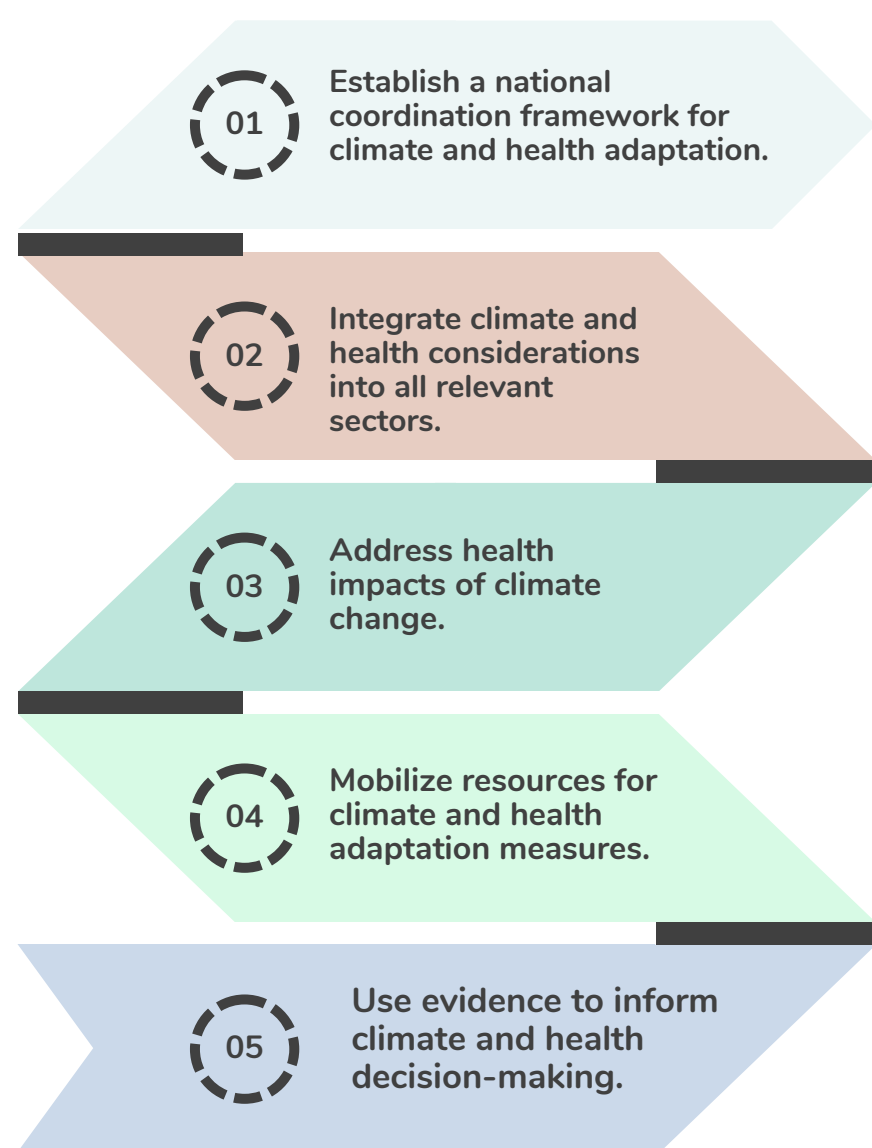 01
Establish a national
coordination framework for
climate and health adaptation.
02
Integrate climate and
health considerations
into all relevant
sectors.
03
Address health
impacts of climate
change.
04
Mobilize resources for
climate and health
adaptation measures.
05
Use evidence to inform
climate and health
decision-making.